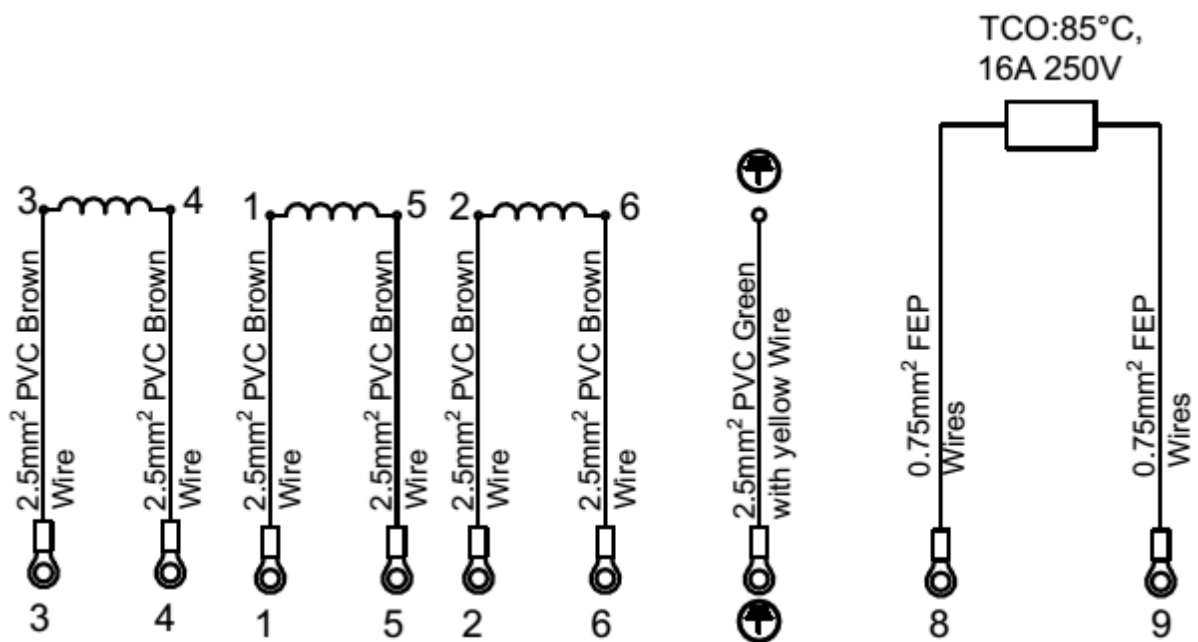 TCO:85°C,
16A 250V
3
4
1
5
2
6
2.5mm² PVC Brown
Wire
2.5mm² PVC Brown
Wire
2.5mm² PVC Brown
Wire
2.5mm² PVC Brown
Wire
2.5mm² PVC Brown
Wire
2.5mm² PVC Brown
Wire
2.5mm² PVC Green
with yellow Wire
0.75mm² FEP
Wires
0.75mm² FEP
Wires
3
4
1
5
2
6
8
9